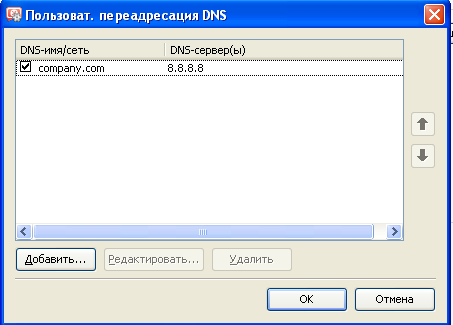 Пользоват. переадресация DNS
DNS-имя/сеть DNS-сервер(ы)
company.com 8.8.8.8
Добавить... Редактировать... Удалить
OK Отмена